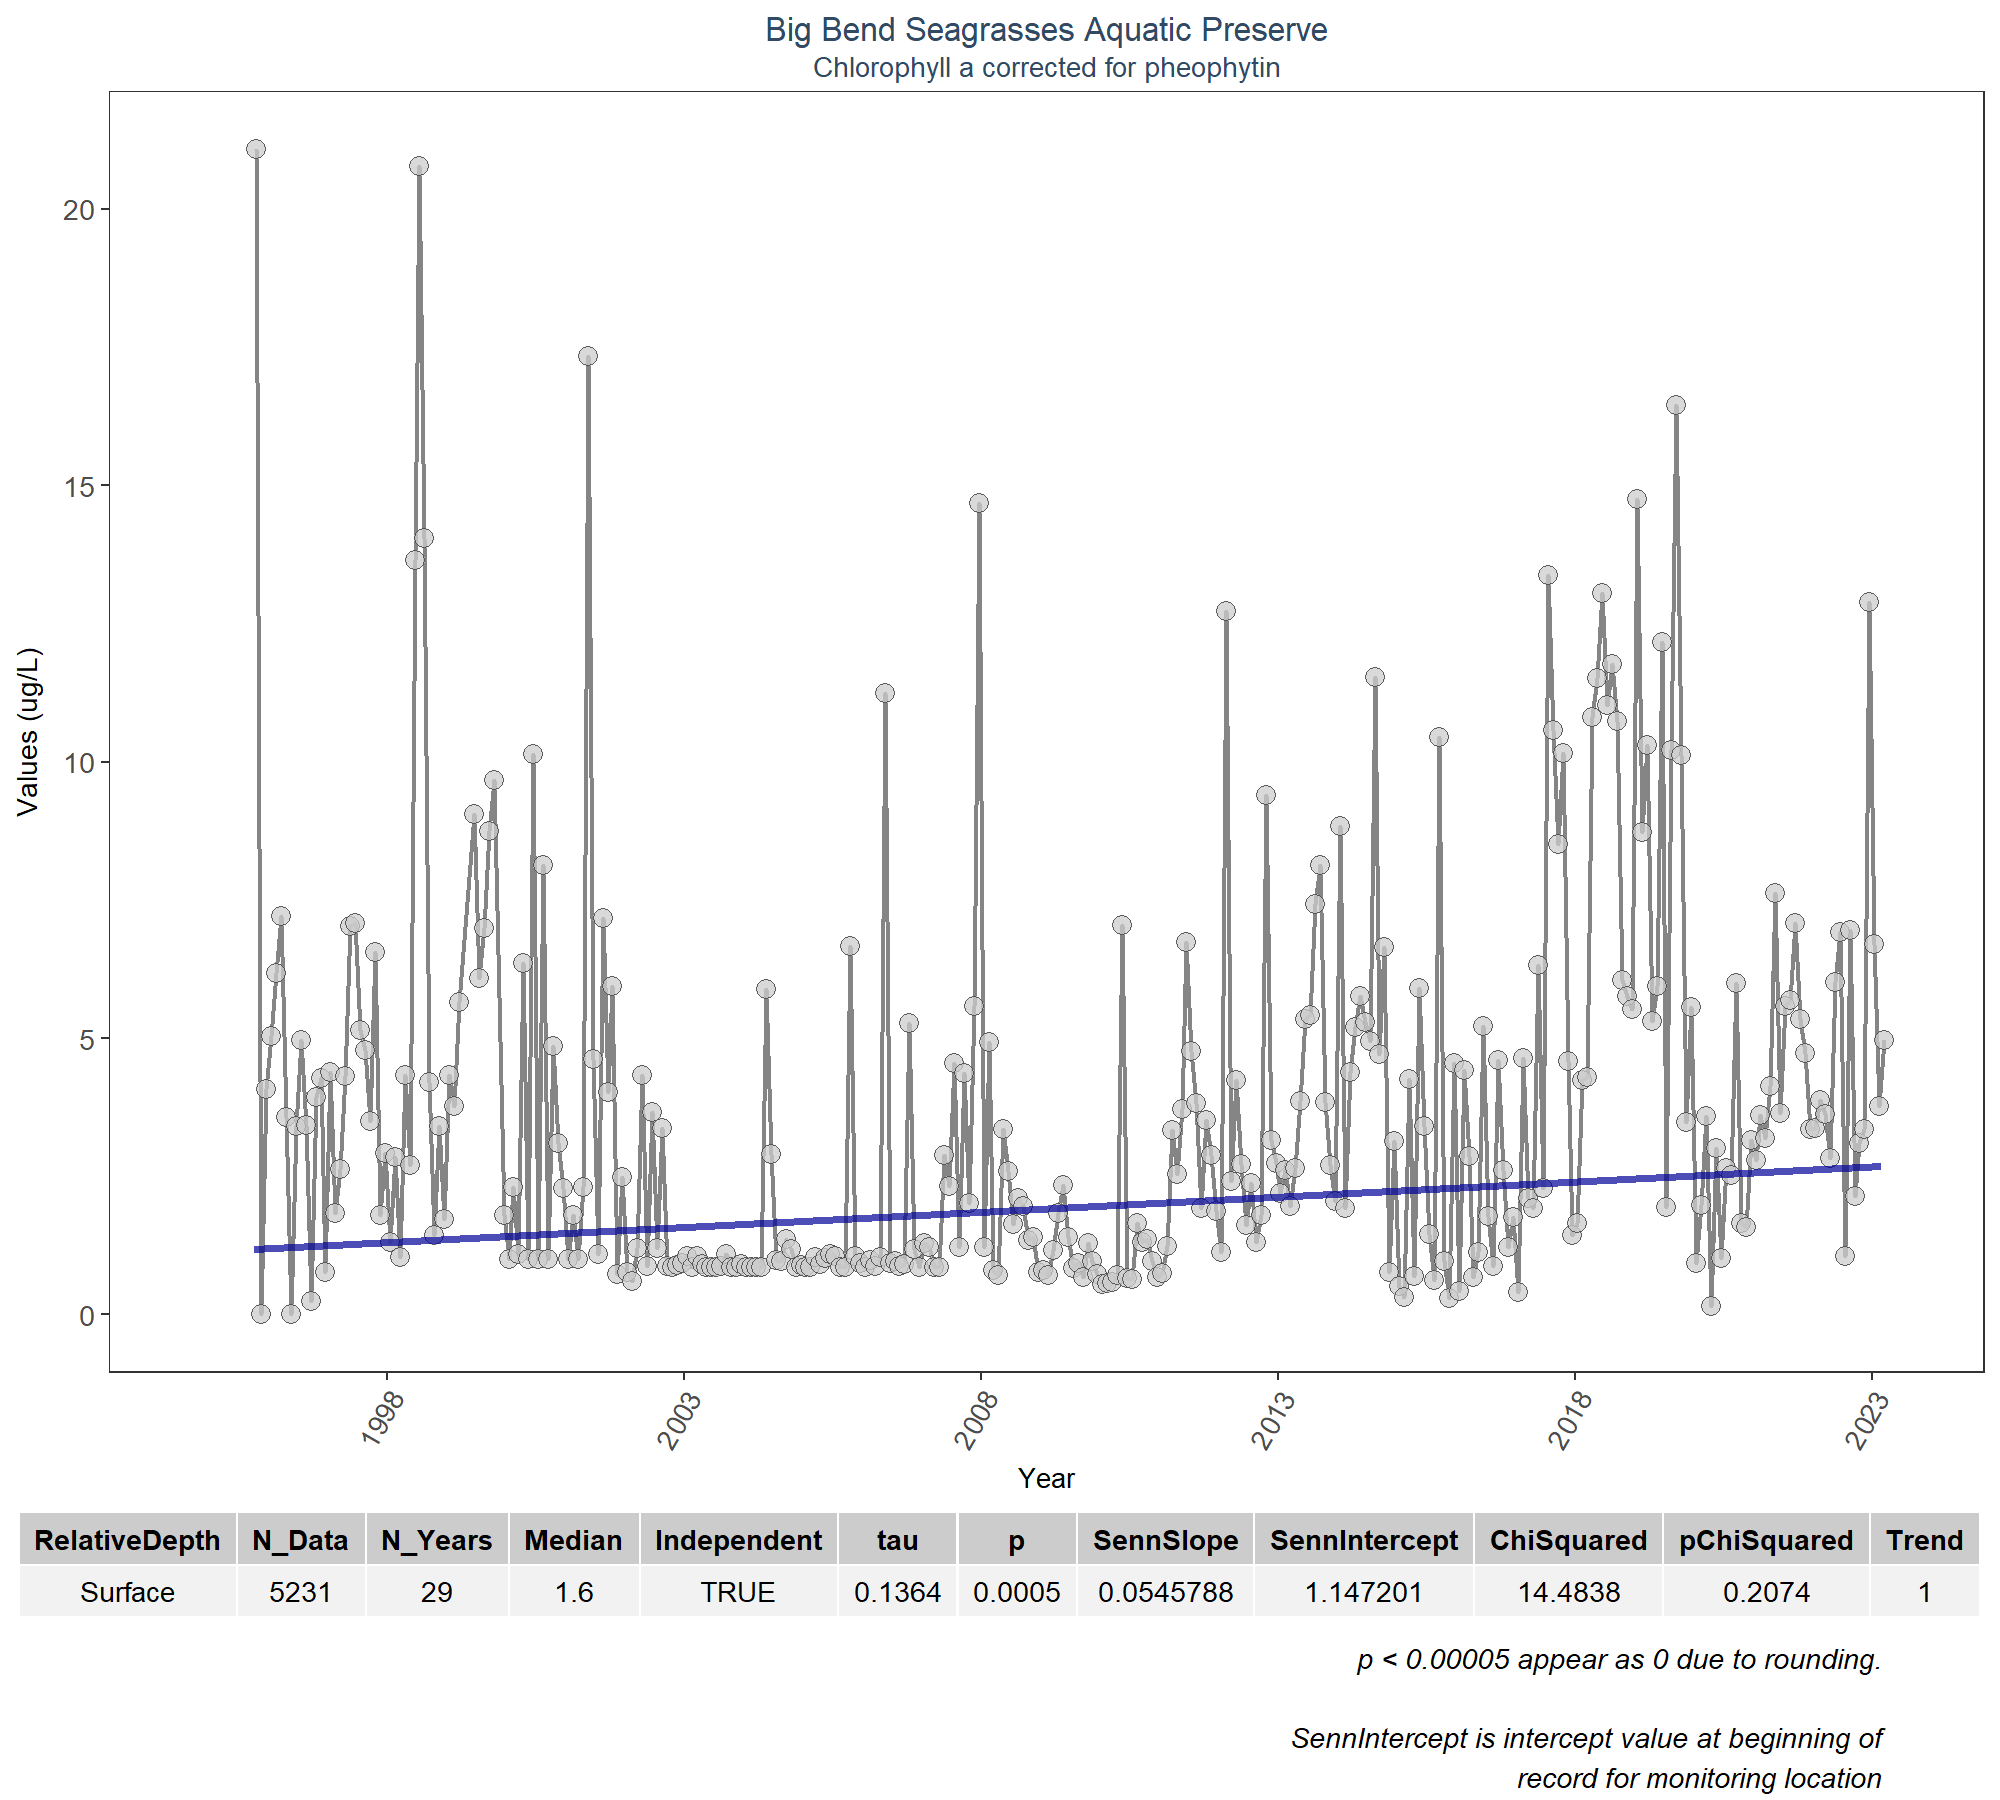 Big Bend Seagrasses Aquatic Preserve
Chlorophyll a corrected for pheophytin
Values (ug/L)
20
15
10
5
0
1998 2003 2008 2013 2018 2023
Year
RelativeDepth N_Data N_Years Median Independent tau p SennSlope SennIntercept ChiSquared pChiSquared Trend
Surface 5231 29 1.6 TRUE 0.1364 0.0005 0.0545788 1.147201 14.4838 0.2074 1
p < 0.00005 appear as 0 due to rounding.
SennIntercept is intercept value at beginning of
record for monitoring location